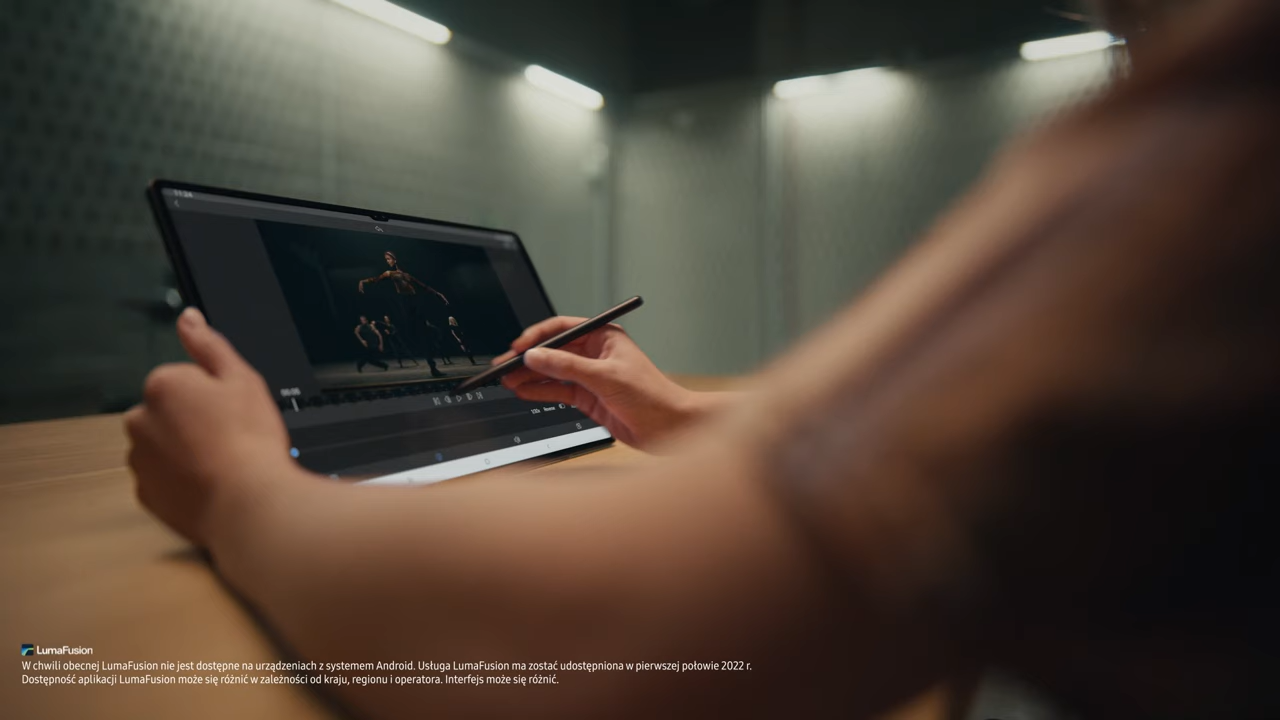 LumaFusion
W chwili obecnej LumaFusion nie jest dostępne na urządzeniach z systemem Android. Usługa LumaFusion ma zostać udostępniona w pierwszej połowie 2022 r.
Dostępność aplikacji LumaFusion może się różnić w zależności od kraju, regionu i operatora. Interfejs może się różnić.